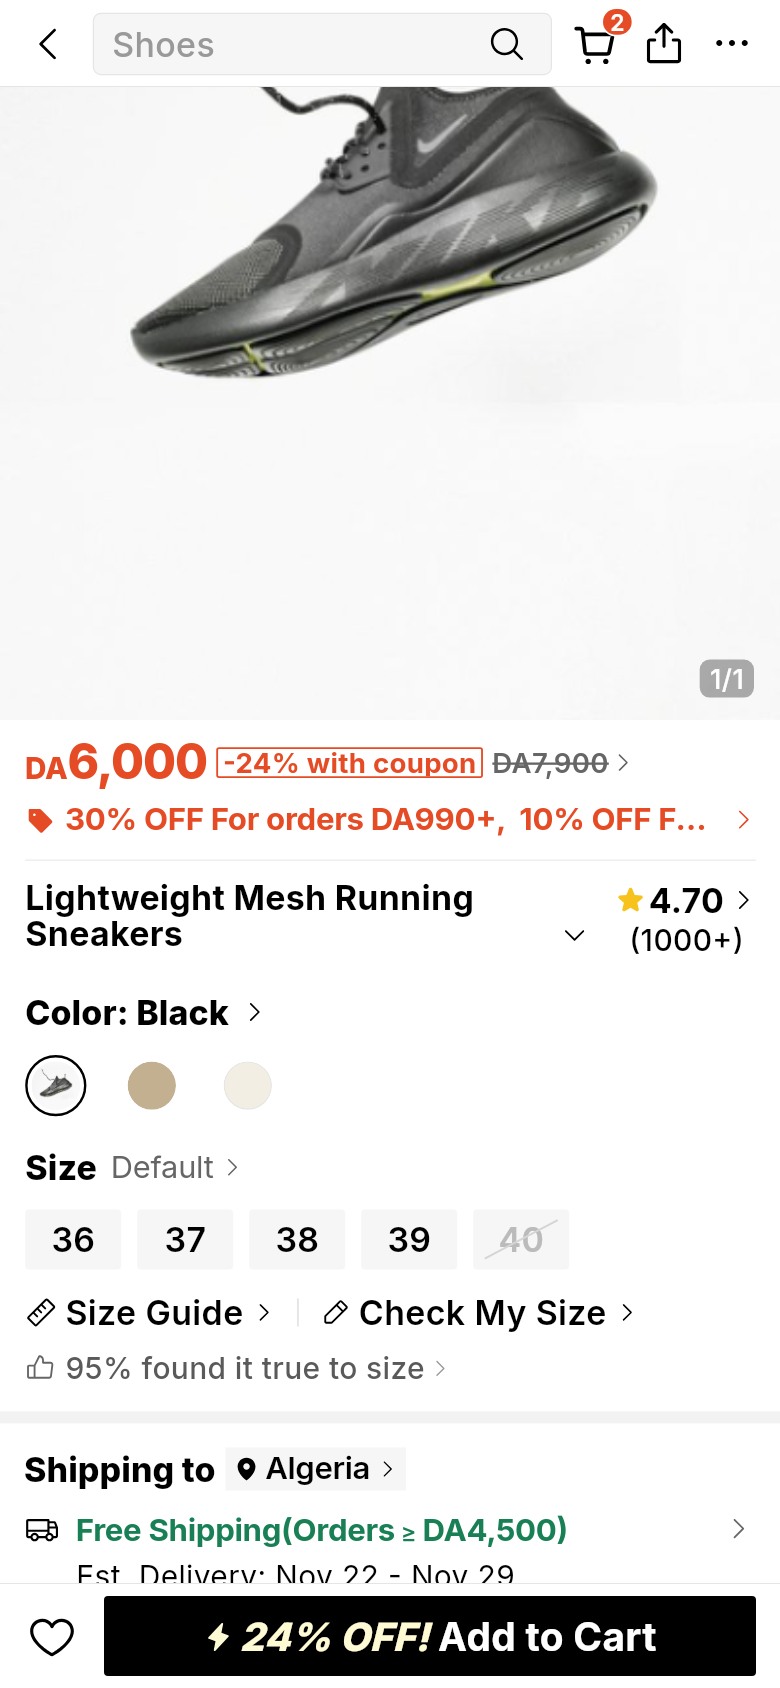 Shoes
2
1/1
DA6,000 -24% with coupon DA7,900
30% OFF For orders DA990+, 10% OFF F...
Lightweight Mesh Running
Sneakers
4.70
(1000+)
Color: Black
Size Default
36 37 38 39 40
Size Guide Check My Size
95% found it true to size
Shipping to Algeria
Free Shipping(Orders ≥ DA4,500)
Est. Delivery: Nov 22 - Nov 29
24% OFF! Add to Cart